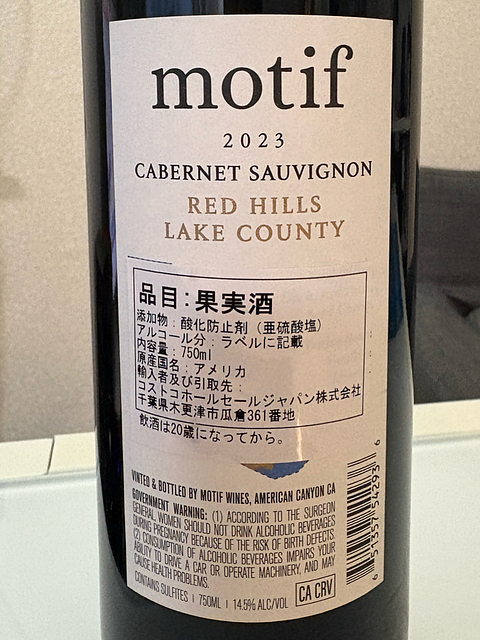 motif
2023
CABERNET SAUVIGNON
RED HILLS
LAKE COUNTY
品目:果実酒
添加物:酸化防止剤(亜硫酸塩)
アルコール分:ラベルに記載
内容量:750ml
原産国名:アメリカ
輸入者及び引取先:
コストコホールセールジャパン株式会社
千葉県木更津市瓜倉361番地
飲酒は20歳になってから。
VINTED & BOTTLED BY MOTIF WINES, AMERICAN CANYON CA
GOVERNMENT WARNING: (1) ACCORDING TO THE SURGEON
GENERAL, WOMEN SHOULD NOT DRINK ALCOHOLIC BEVERAGES
DURING PREGNANCY BECAUSE OF THE RISK OF BIRTH DEFECTS.
(2) CONSUMPTION OF ALCOHOLIC BEVERAGES IMPAIRS YOUR
ABILITY TO DRIVE A CAR OR OPERATE MACHINERY, AND MAY
CAUSE HEALTH PROBLEMS.
CONTAINS SULFITES | 750ML | 14.5% ALC/VOL
CA CRV
6 51357 54293 6